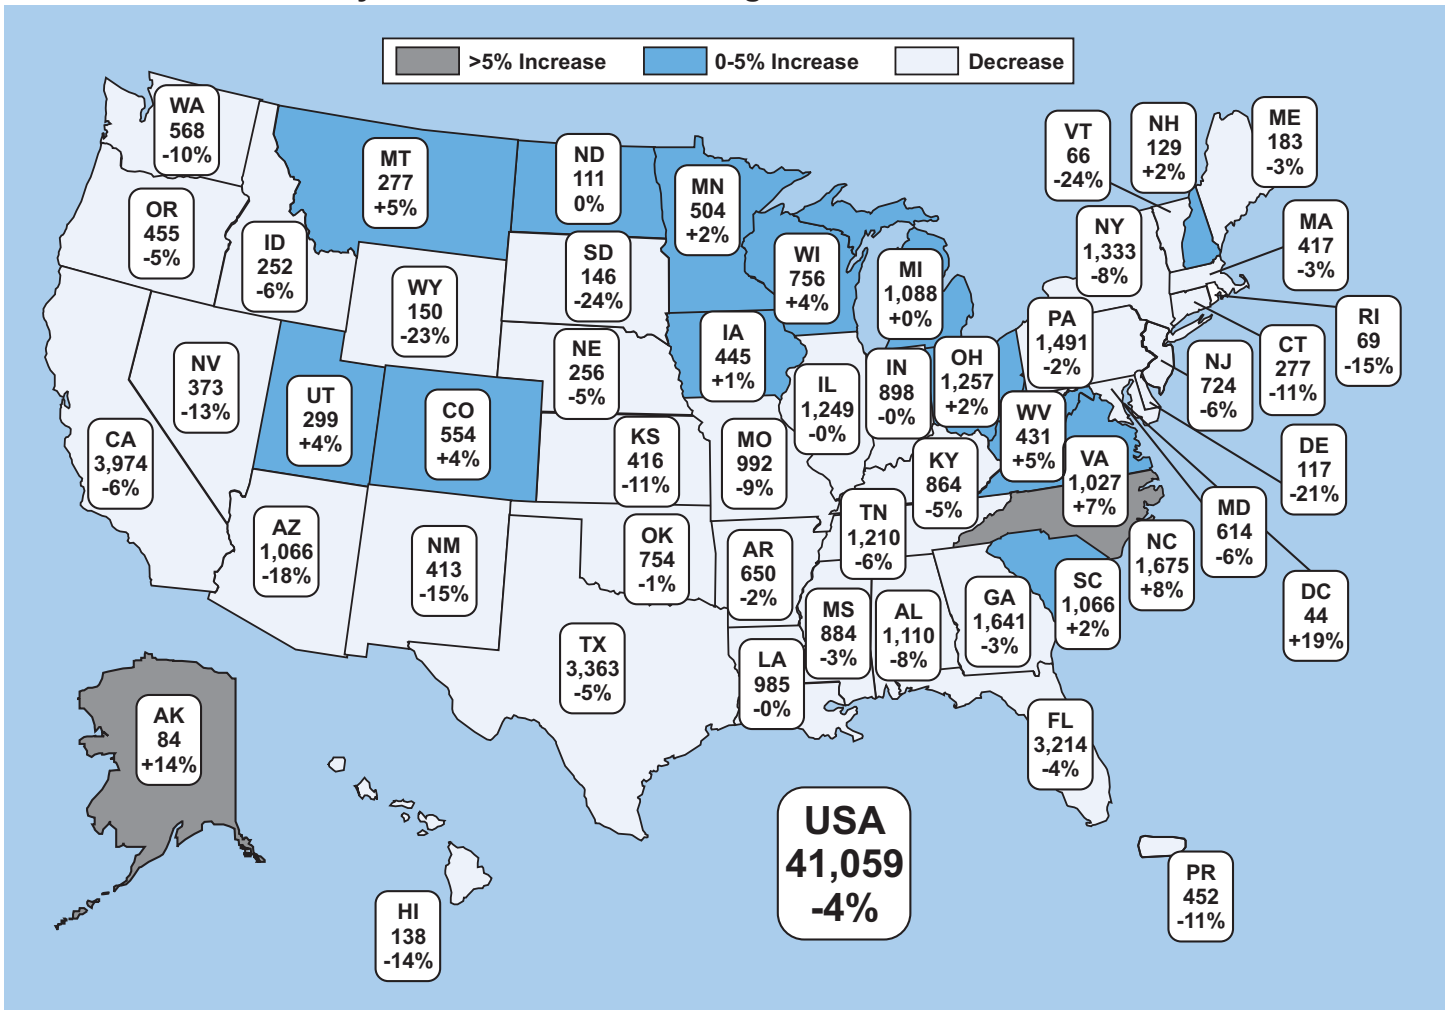 >5% Increase
0-5% Increase
Decrease
WA
568
-10%
OR
455
-5%
ID
252
-6%
MT
277
+5%
ND
111
0%
MN
504
+2%
SD
146
-24%
WY
150
-23%
WI
756
+4%
MI
1,088
+0%
VT
66
-24%
NH
129
+2%
ME
183
-3%
NY
1,333
-8%
MA
417
-3%
RI
69
-15%
CT
277
-11%
NJ
724
-6%
PA
1,491
-2%
DE
117
-21%
MD
614
-6%
DC
44
+19%
NV
373
-13%
UT
299
+4%
CO
554
+4%
NE
256
-5%
IA
445
+1%
IL
1,249
-0%
IN
898
-0%
OH
1,257
+2%
WV
431
+5%
VA
1,027
+7%
CA
3,974
-6%
KS
416
-11%
MO
992
-9%
KY
864
-5%
NC
1,675
+8%
AZ
1,066
-18%
NM
413
-15%
OK
754
-1%
AR
650
-2%
TN
1,210
-6%
SC
1,066
+2%
MS
884
-3%
AL
1,110
-8%
GA
1,641
-3%
TX
3,363
-5%
LA
985
-0%
FL
3,214
-4%
AK
84
+14%
HI
138
-14%
USA
41,059
-4%
PR
452
-11%